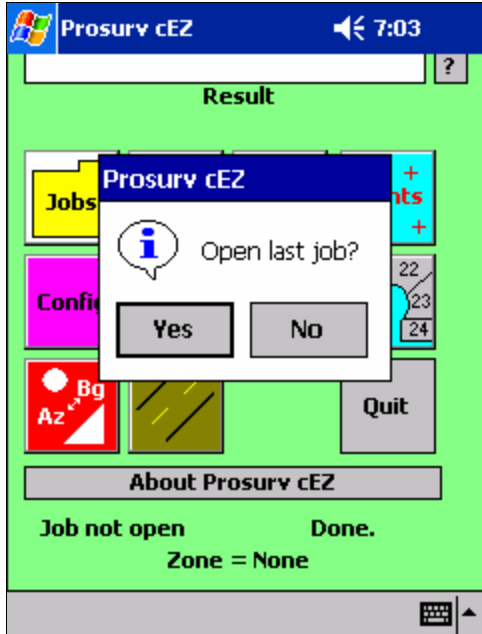 Prosurv cEZ 7:03
?
Result
Jobs
+
nts
+
Prosurv cEZ
Open last job?
Yes No
Config
22
23
24
Bg
Az
Quit
About Prosurv cEZ
Job not open Done.
Zone = None